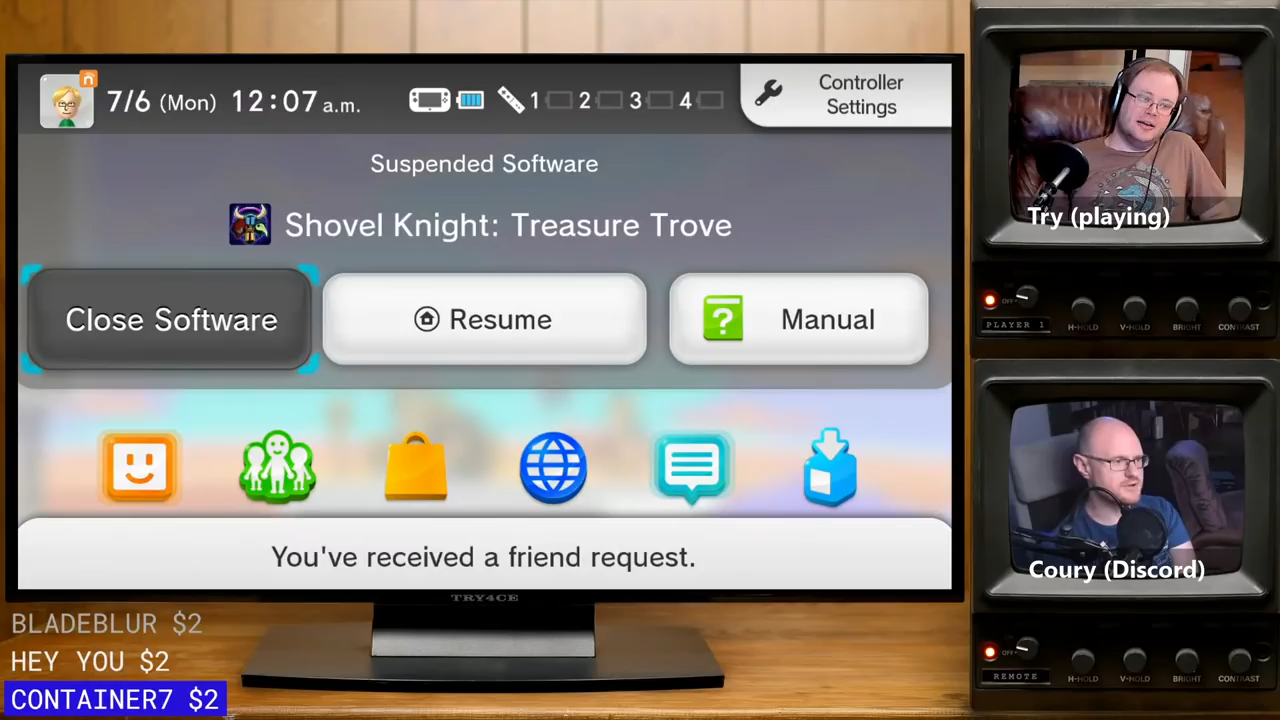 7/6 (Mon) 12:07 a.m.
1 2 3 4
Controller
Settings
Suspended Software
Shovel Knight: Treasure Trove
Close Software
Resume
? Manual
You've received a friend request.
TRY4CE
BLADEBLUR $2
HEY YOU $2
CONTAINER7 $2
Try (playing)
OFF
PLAYER 1
H-HOLD V-HOLD BRIGHT CONTRAST
Coury (Discord)
OFF
REMOTE
H-HOLD V-HOLD BRIGHT CONTRAST